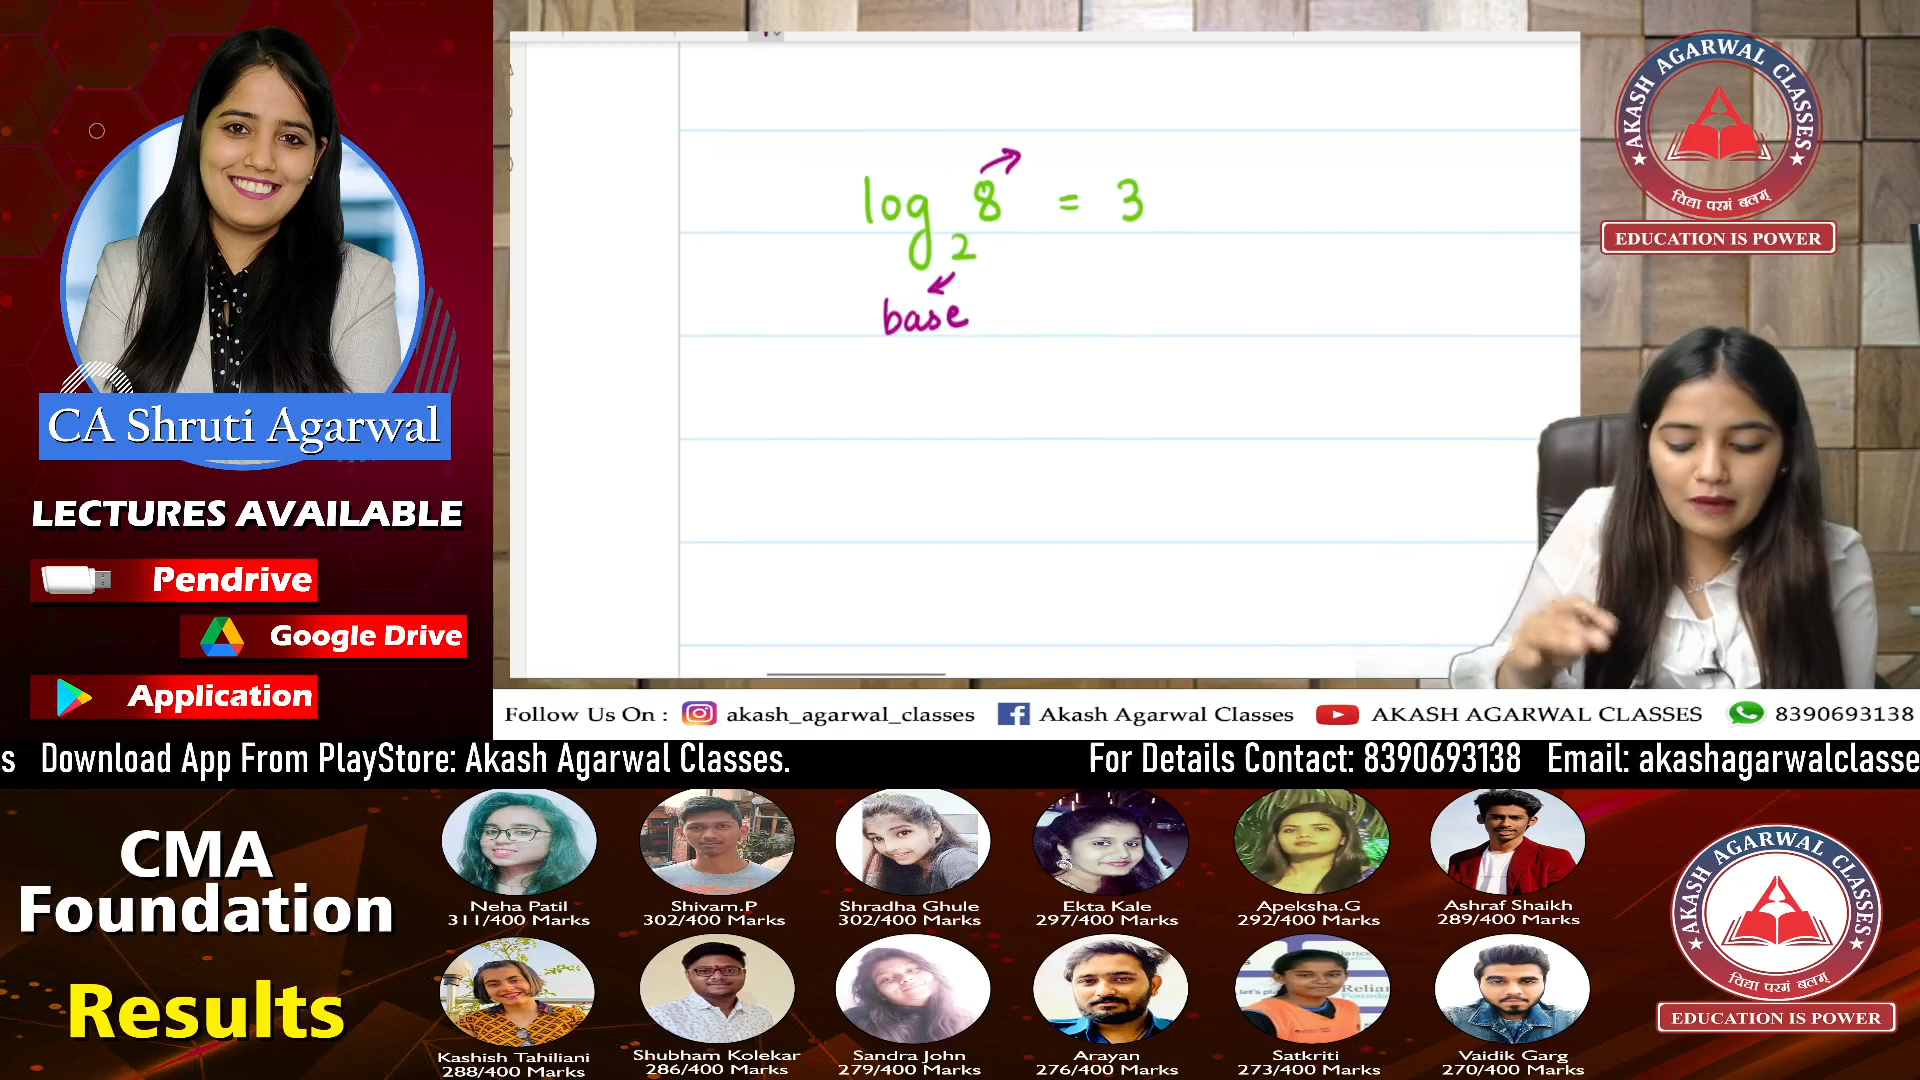 CA Shruti Agarwal
LECTURES AVAILABLE
Pendrive
Google Drive
Application
log₂ 8 = 3
base
AKASH AGARWAL CLASSES
विद्या परमं बलम्
EDUCATION IS POWER
Follow Us On : akash_agarwal_classes Akash Agarwal Classes AKASH AGARWAL CLASSES 8390693138
s Download App From PlayStore: Akash Agarwal Classes. For Details Contact: 8390693138 Email: akashagarwalclasse
CMA
Foundation
Results
Neha Patil
311/400 Marks
Shivam.P
302/400 Marks
Shradha Ghule
302/400 Marks
Ekta Kale
297/400 Marks
Apeksha.G
292/400 Marks
Ashraf Shaikh
289/400 Marks
Kashish Tahiliani
288/400 Marks
Shubham Kolekar
286/400 Marks
Sandra John
279/400 Marks
Arayan
276/400 Marks
Satkriti
273/400 Marks
Vaidik Garg
270/400 Marks
AKASH AGARWAL CLASSES
विद्या परमं बलम्
EDUCATION IS POWER